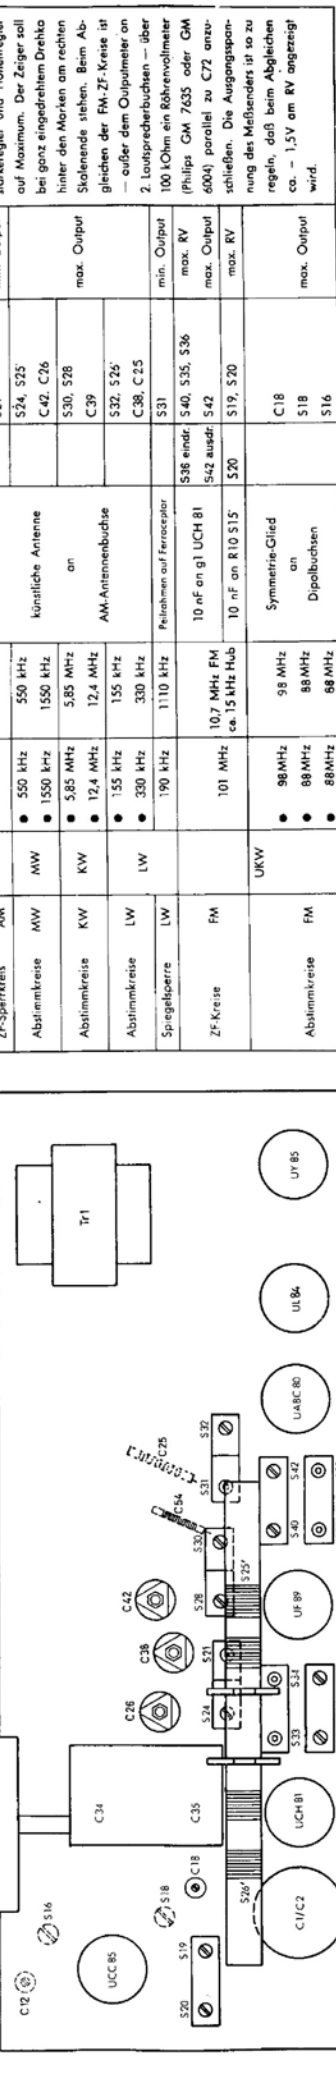 auf Maximum. Der Zeiger soll
bei ganz eingedrehtem Drehko
hinter den Marken am rechten
Skalenende stehen. Beim Ab-
gleichen der FM-ZF-Kreise ist
— außer dem Outputmeter an
2. Lautsprecherbuchsen — über
100 kOhm ein Röhrenvoltmeter
(Philips GM 7635 oder GM
6004) parallel zu C72 anzu-
schließen. Die Ausgangsspan-
nung des Meßsenders ist so zu
regeln, daß beim Abgleichen
ca. – 1,5V am RV angezeigt
wird.
ZF-Sperrkreis AM
Abstimmkreise MW MW ● 550 kHz 550 kHz künstliche Antenne S24, S25'
● 1550 kHz 1550 kHz C42, C26
Abstimmkreise KW KW ● 5,85 MHz 5,85 MHz an S30, S28 max. Output
● 12,4 MHz 12,4 MHz AM-Antennenbuchse C39
Abstimmkreise LW LW ● 155 kHz 155 kHz S32, S26'
● 330 kHz 330 kHz C38, C25
Spiegelsperre LW 190 kHz 1110 kHz Peilrahmen auf Ferroceptor S31 min. Output
ZF-Kreise FM 101 MHz 10,7 MHz FM ca. 15 kHz Hub 10 nF an g1 UCH 81 S36 eindr. S40, S35, S36 max. RV
S42 ausdr. S42 max. Output
10 nF an R10 S15' S20 S19, S20 max. RV
UKW
Abstimmkreise FM ● 98MHz 98 MHz Symmetrie-Glied C18
● 88MHz 88MHz an S18 max. Output
● 88MHz 88 MHz Dipolbuchsen S16
Tr1
C12
S16
UCC 85
S18
C18
S20
S19
C34
C35
C26
C38
C42
C54
C25
S24
S21
S28
S30
S31
S32
S26'
S25'
S33
S34
S40
S42
C1/C2
UCH 81
UF 89
UABC 80
UL 84
UY 85